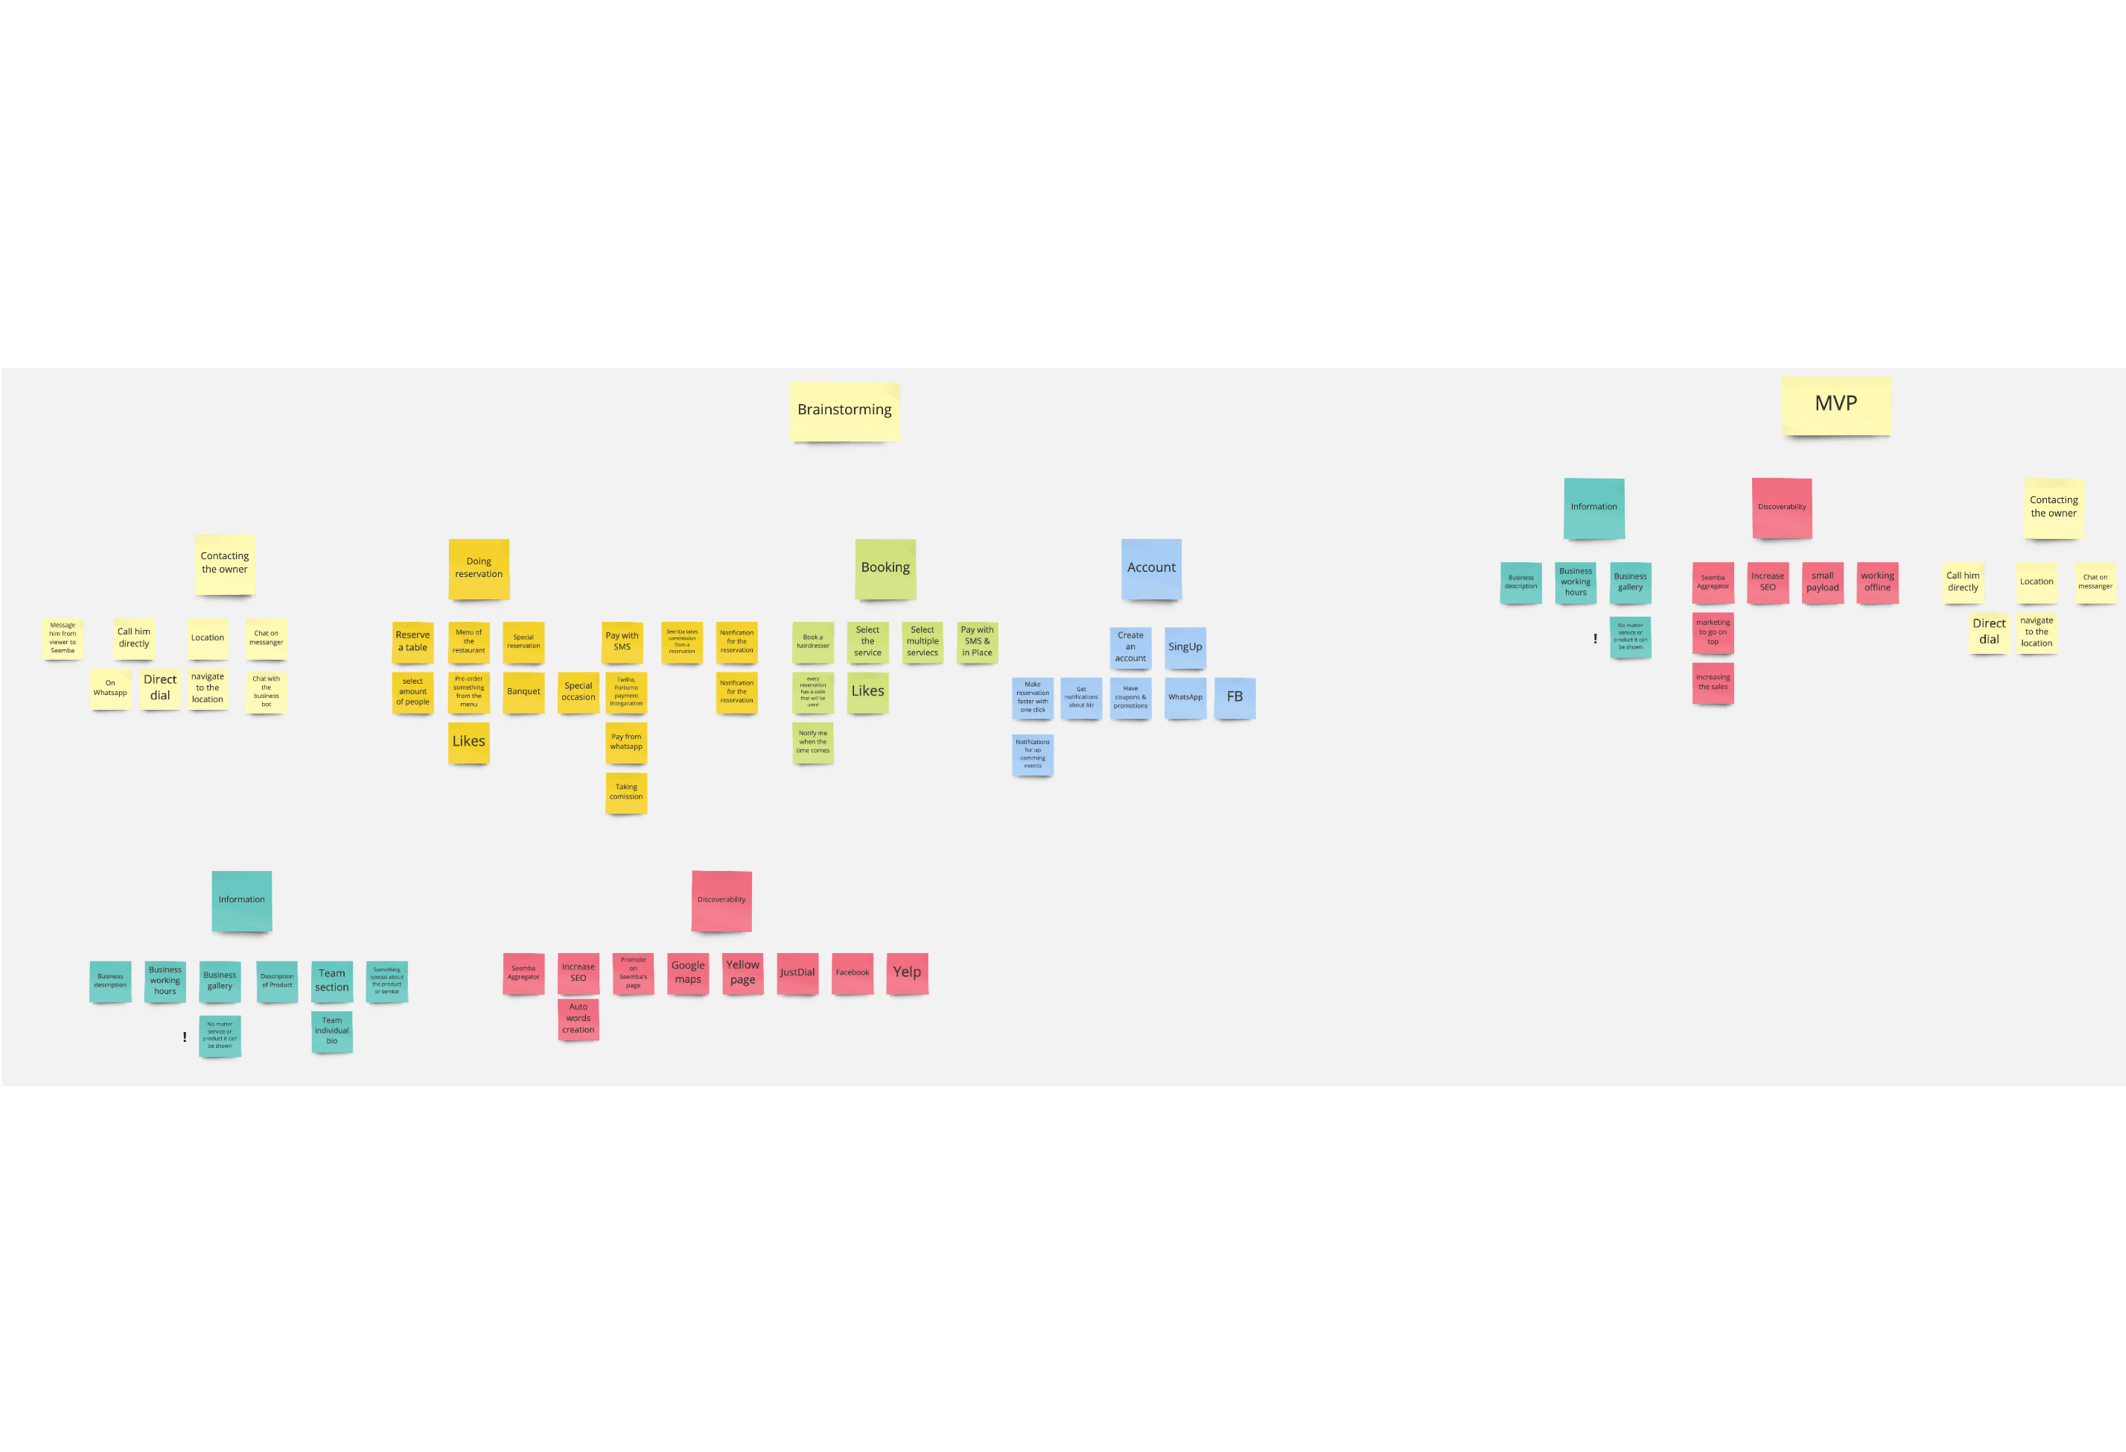 Brainstorming
MVP
Contacting
the owner
Message
him from
viewer to
Seemba
Call him
directly
Location
Chat on
messanger
On
Whatsapp
Direct
dial
navigate
to the
location
Chat with
the
business
bot
Doing
reservation
Reserve
a table
Menu of
the
restaurant
Special
reservation
Pay with
SMS
Seemba takes
commission
from a
reservation
Notification
for the
reservation
select
amount
of people
Pre-order
something
from the
menu
Banquet
Special
occasion
Twilio,
Fortumo
payment
integaration
Notification
for the
reservation
Likes
Pay from
whatsapp
Taking
comission
Booking
Book a
hairdresser
Select
the
service
Select
multiple
serviecs
Pay with
SMS &
in Place
every
reservation
has a code
that will be
used
Likes
Notify me
when the
time comes
Account
Create
an
account
SingUp
Make
reservation
faster with
one click
Get
notifications
about biz
Have
coupons &
promotions
WhatsApp
FB
Notifications
for up
comming
events
Information
Business
description
Business
working
hours
Business
gallery
Description
of Product
Team
section
Something
special about
the product
or service
!
No matter
service or
product it can
be shown
Team
individual
bio
Discoverability
Seemba
Aggregator
Increase
SEO
Promote
on
Seemba's
page
Google
maps
Yellow
page
JustDial
Facebook
Yelp
Auto
words
creation
Information
Business
description
Business
working
hours
Business
gallery
!
No matter
service or
product it can
be shown
Discoverability
Seemba
Aggregator
Increase
SEO
small
payload
working
offline
marketing
to go on
top
increasing
the sales
Contacting
the owner
Call him
directly
Location
Chat on
messanger
Direct
dial
navigate
to the
location